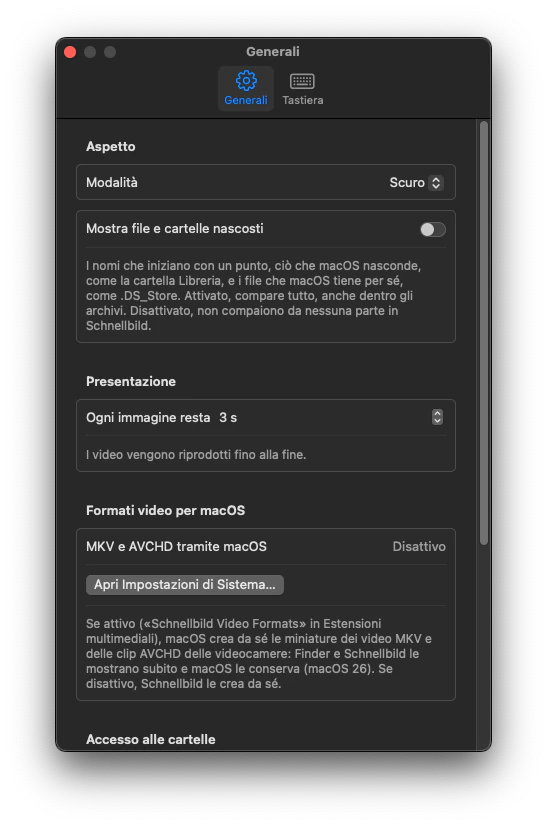 Generali
Generali
Tastiera
Aspetto
Modalità
Scuro
Mostra file e cartelle nascosti
I nomi che iniziano con un punto, ciò che macOS nasconde,
come la cartella Libreria, e i file che macOS tiene per sé,
come .DS_Store. Attivato, compare tutto, anche dentro gli
archivi. Disattivato, non compaiono da nessuna parte in
Schnellbild.
Presentazione
Ogni immagine resta 3 s
I video vengono riprodotti fino alla fine.
Formati video per macOS
MKV e AVCHD tramite macOS
Disattivo
Apri Impostazioni di Sistema...
Se attivo («Schnellbild Video Formats» in Estensioni
multimediali), macOS crea da sé le miniature dei video MKV e
delle clip AVCHD delle videocamere: Finder e Schnellbild le
mostrano subito e macOS le conserva (macOS 26). Se
disattivo, Schnellbild le crea da sé.
Accesso alle cartelle